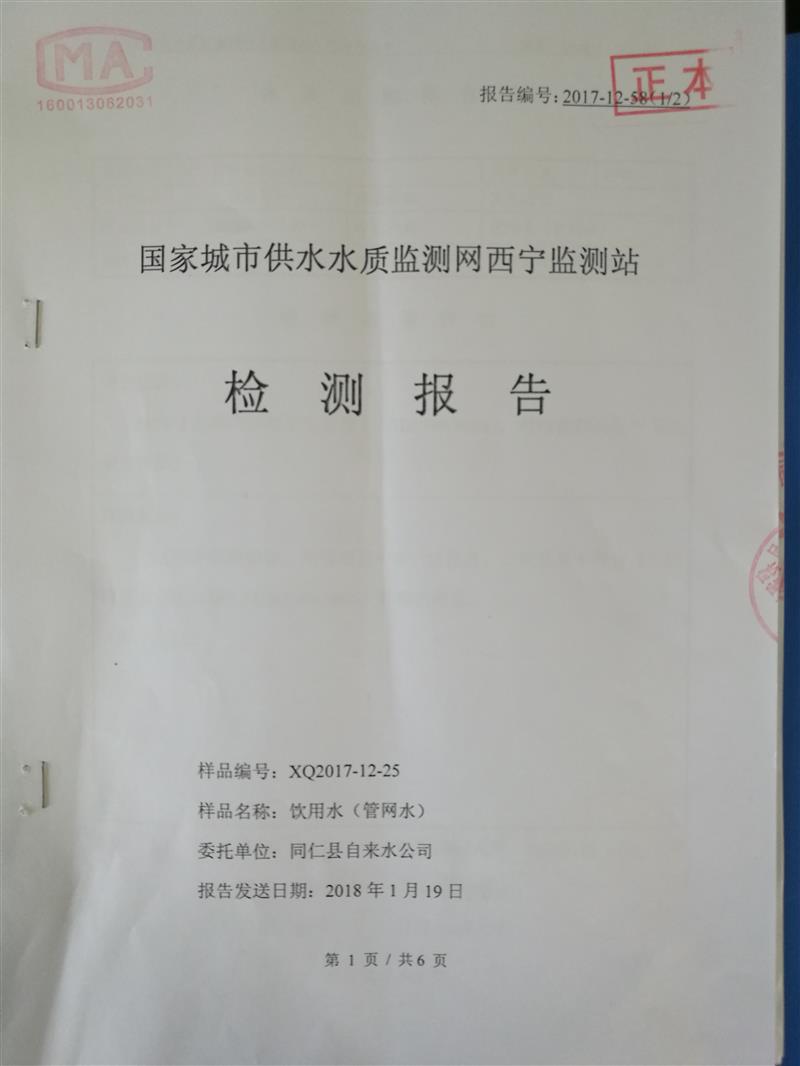 CMA
160013062031
正本
报告编号：2017-12-58（1/2）
国家城市供水水质监测网西宁监测站
检 测 报 告
样品编号：XQ2017-12-25
样品名称：饮用水（管网水）
委托单位：同仁县自来水公司
报告发送日期：2018 年 1 月 19 日
第 1 页 / 共 6 页